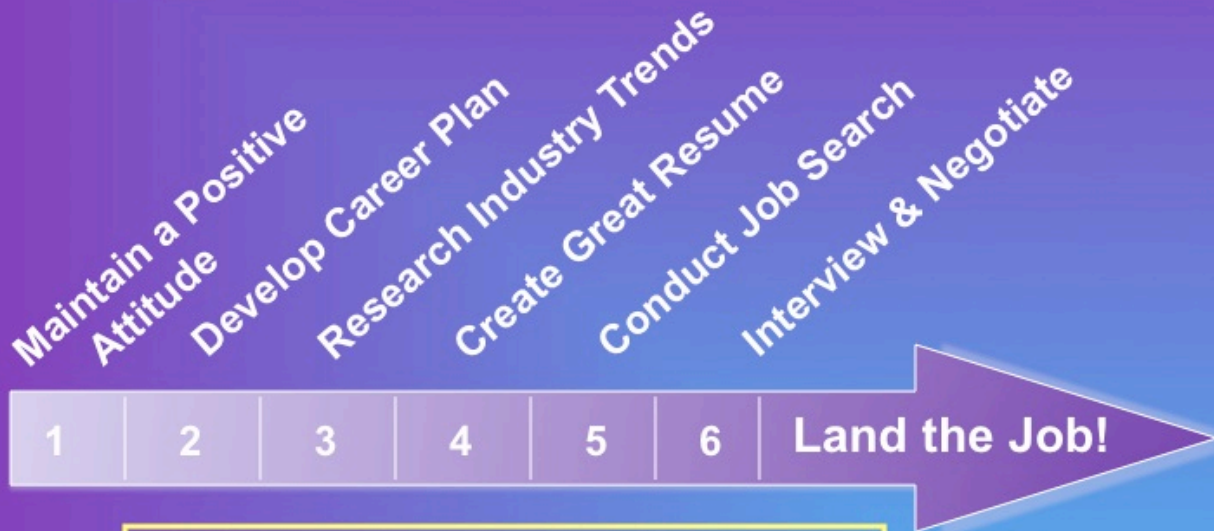 Maintain a Positive
Attitude
Develop Career Plan
Research Industry Trends
Create Great Resume
Conduct Job Search
Interview & Negotiate
1 2 3 4 5 6 Land the Job!